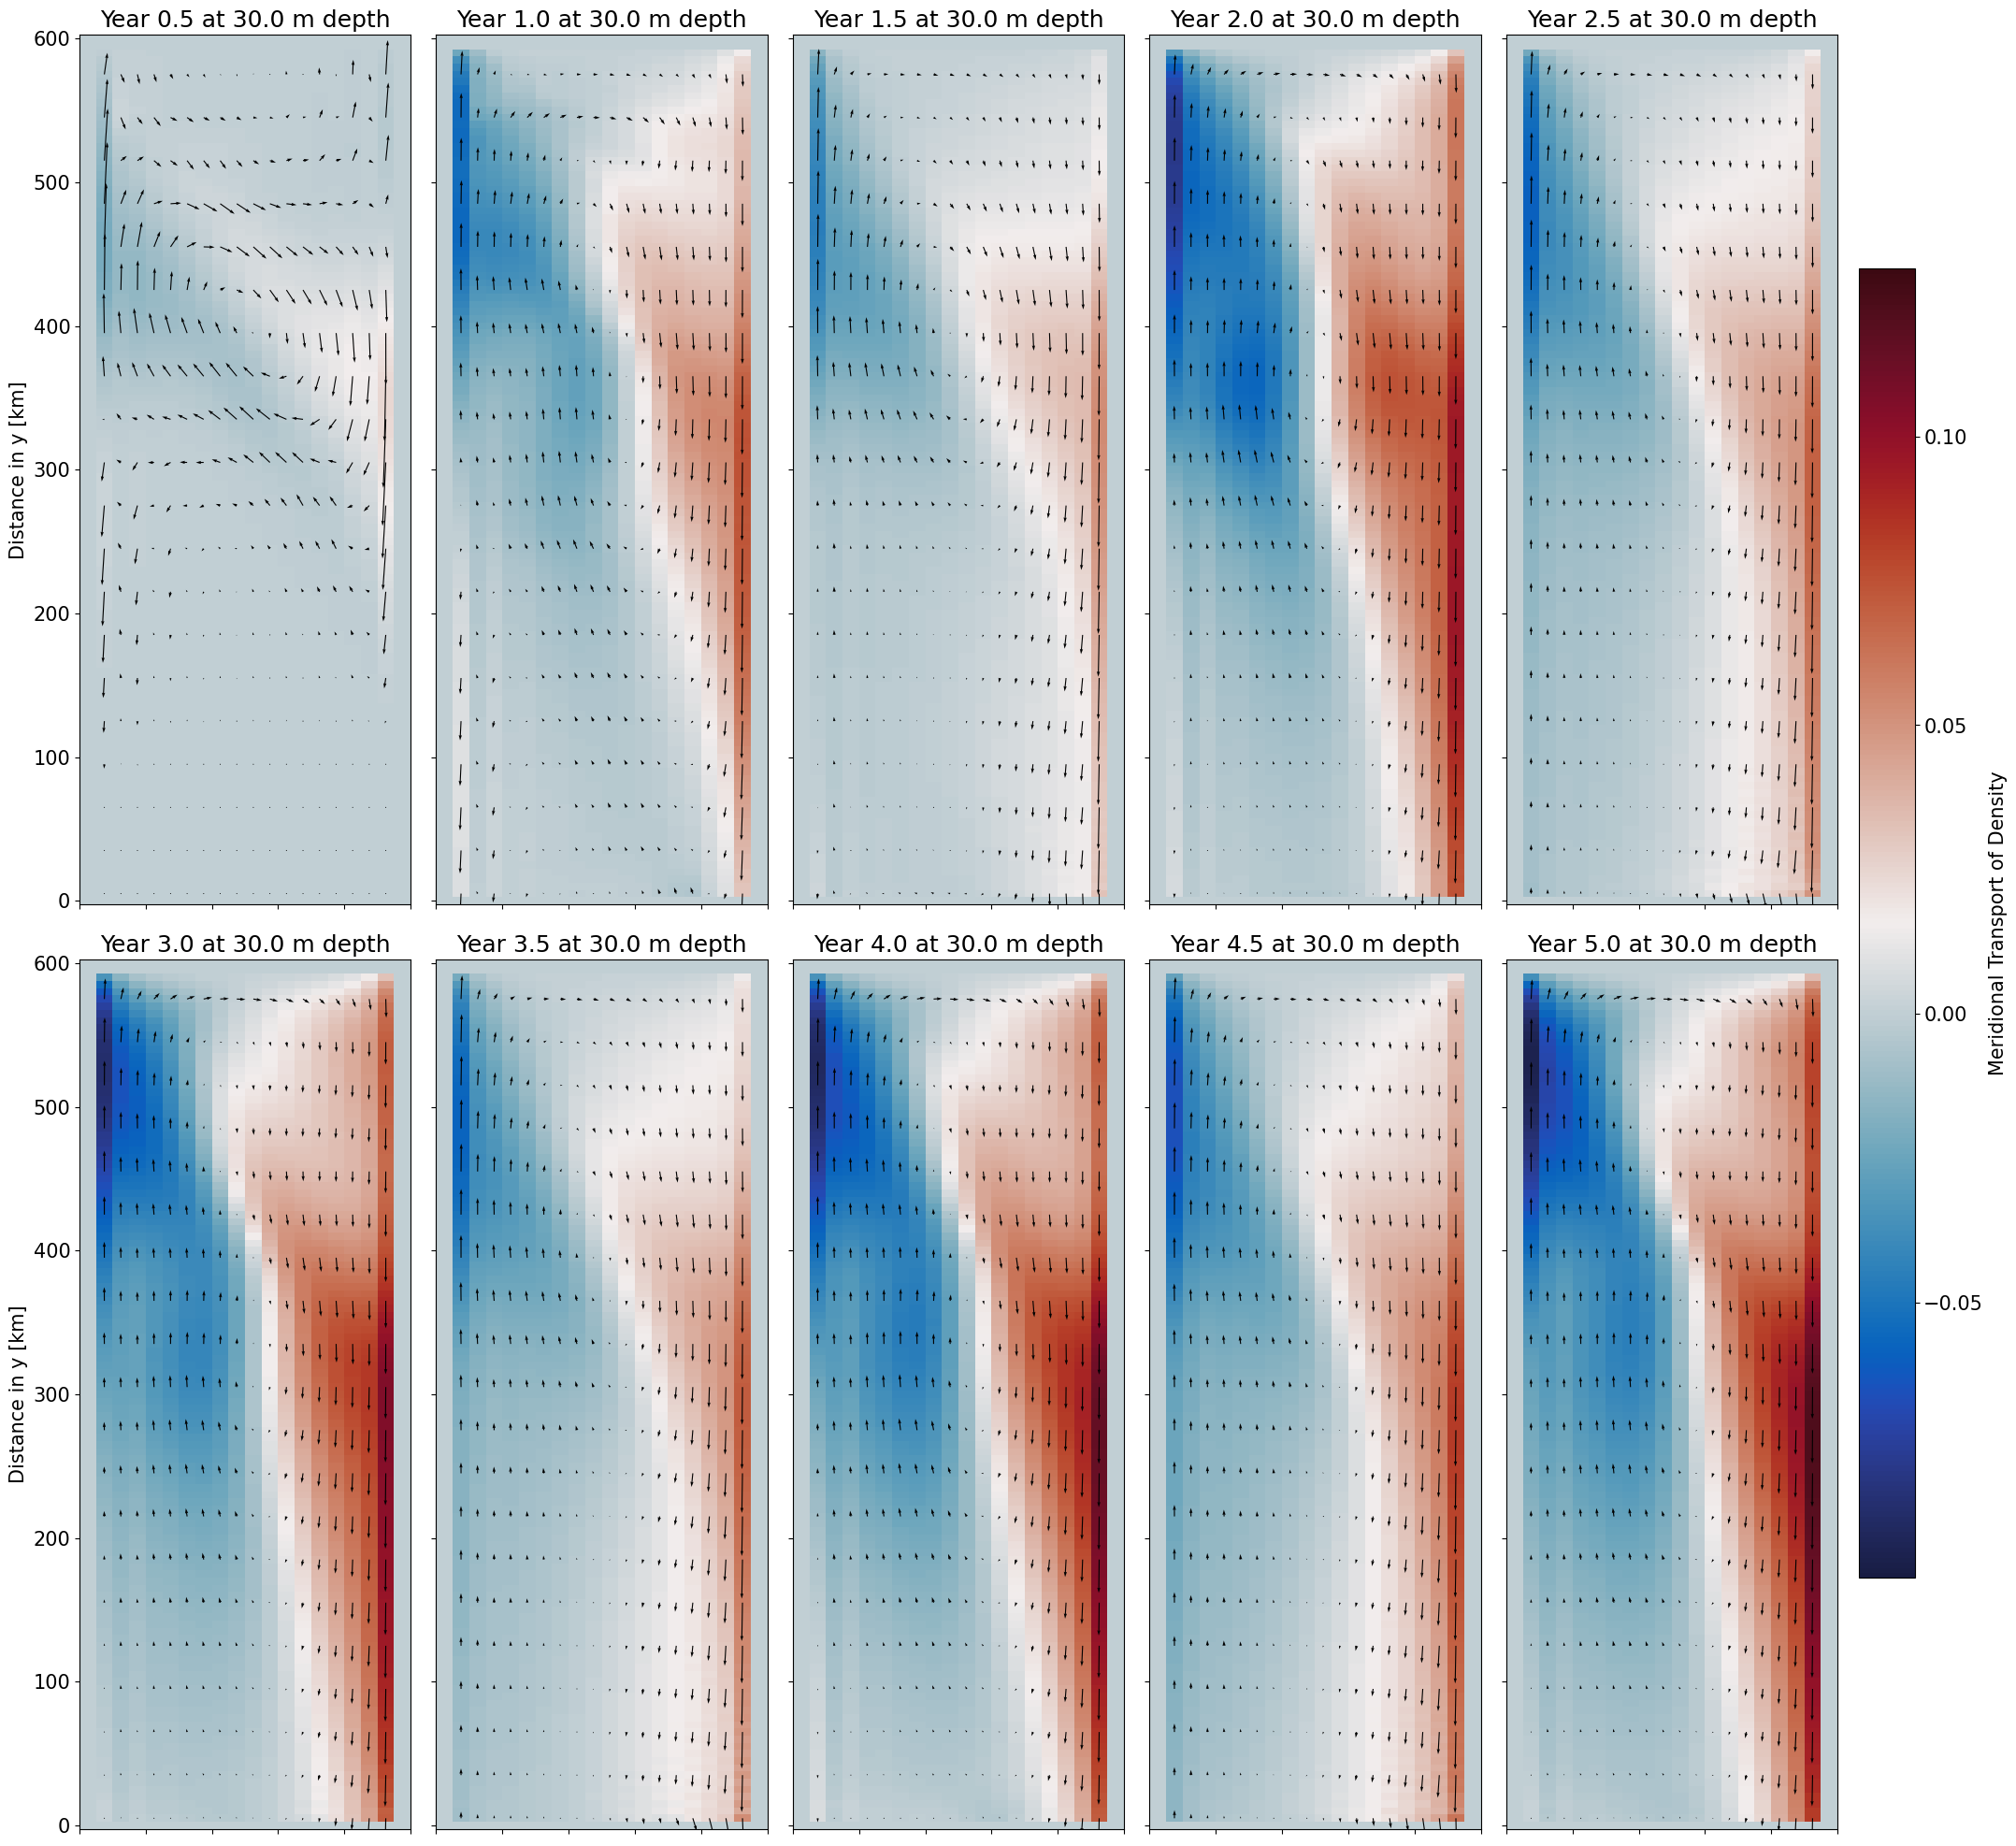 Year 0.5 at 30.0 m depth
Year 1.0 at 30.0 m depth
Year 1.5 at 30.0 m depth
Year 2.0 at 30.0 m depth
Year 2.5 at 30.0 m depth
600
500
400
300
200
100
0
Distance in y [km]
Year 3.0 at 30.0 m depth
Year 3.5 at 30.0 m depth
Year 4.0 at 30.0 m depth
Year 4.5 at 30.0 m depth
Year 5.0 at 30.0 m depth
600
500
400
300
200
100
0
Distance in y [km]
0.10
0.05
0.00
−0.05
Meridional Transport of Density